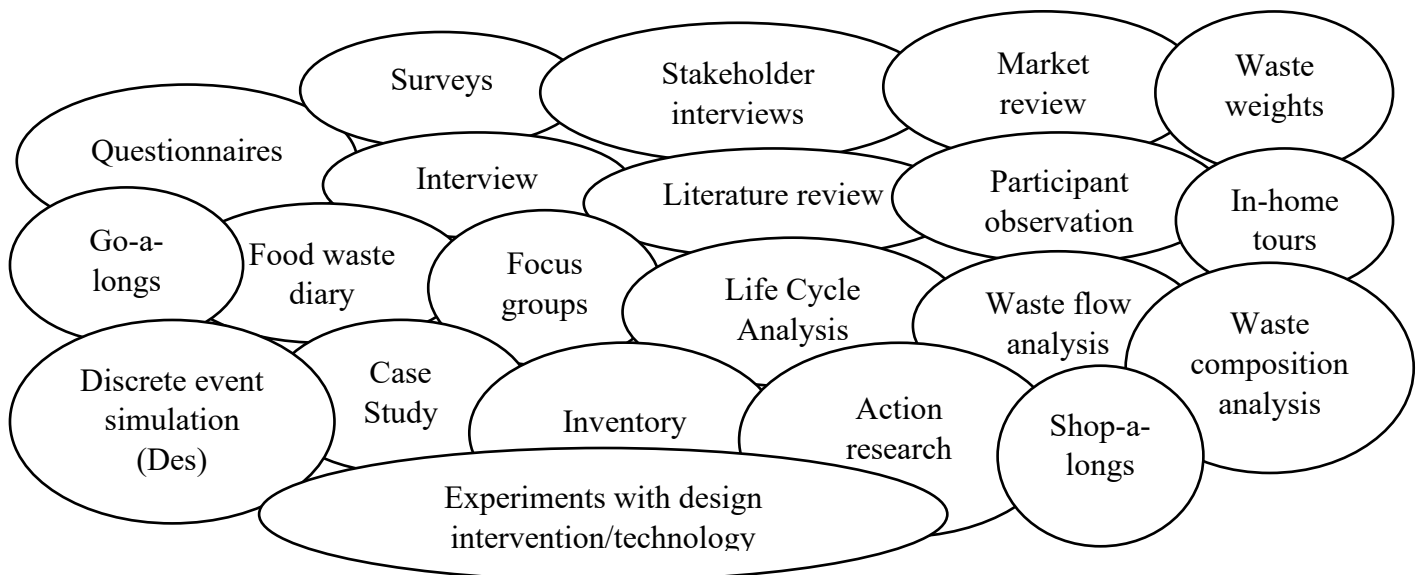 Surveys
Stakeholder
interviews
Market
review
Waste
weights
Questionnaires
Interview
Literature review
Participant
observation
In-home
tours
Go-a-
longs
Food waste
diary
Focus
groups
Life Cycle
Analysis
Waste flow
analysis
Waste
composition
analysis
Discrete event
simulation
(Des)
Case
Study
Inventory
Action
research
Shop-a-
longs
Experiments with design
intervention/technology